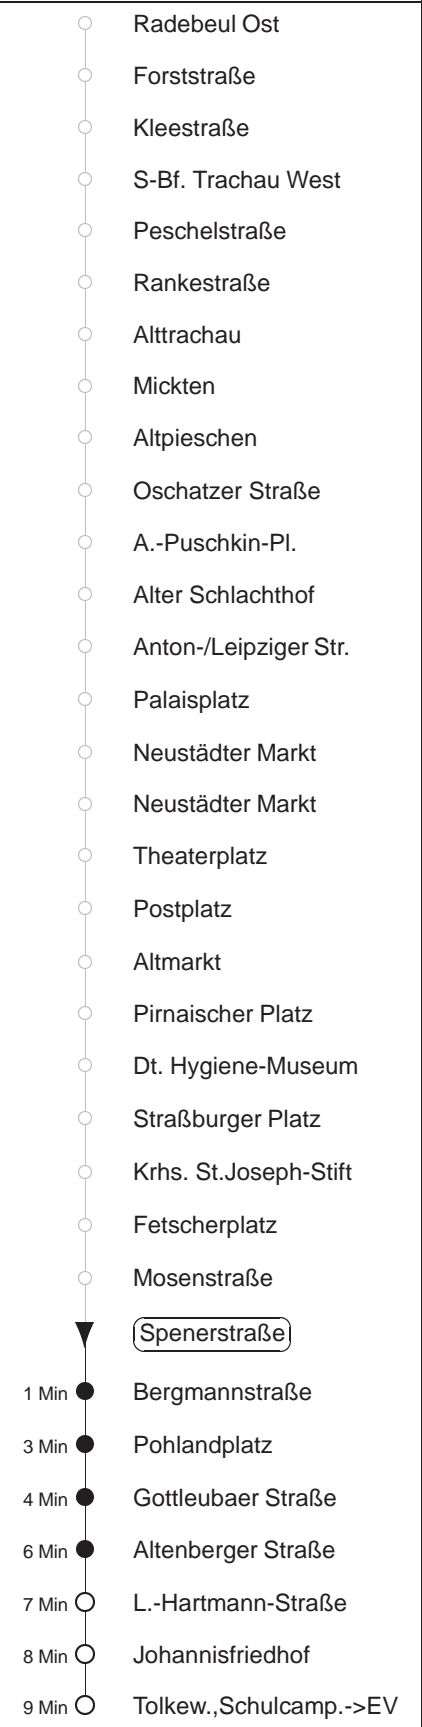 Radebeul Ost
Forststraße
Kleestraße
S-Bf. Trachau West
Peschelstraße
Rankestraße
Alttrachau
Mickten
Altpieschen
Oschatzer Straße
A.-Puschkin-Pl.
Alter Schlachthof
Anton-/Leipziger Str.
Palaisplatz
Neustädter Markt
Neustädter Markt
Theaterplatz
Postplatz
Altmarkt
Pirnaischer Platz
Dt. Hygiene-Museum
Straßburger Platz
Krhs. St.Joseph-Stift
Fetscherplatz
Mosenstraße
Spenerstraße
1 Min Bergmannstraße
3 Min Pohlandplatz
4 Min Gottleubaer Straße
6 Min Altenberger Straße
7 Min L.-Hartmann-Straße
8 Min Johannisfriedhof
9 Min Tolkew.,Schulcamp.->EV